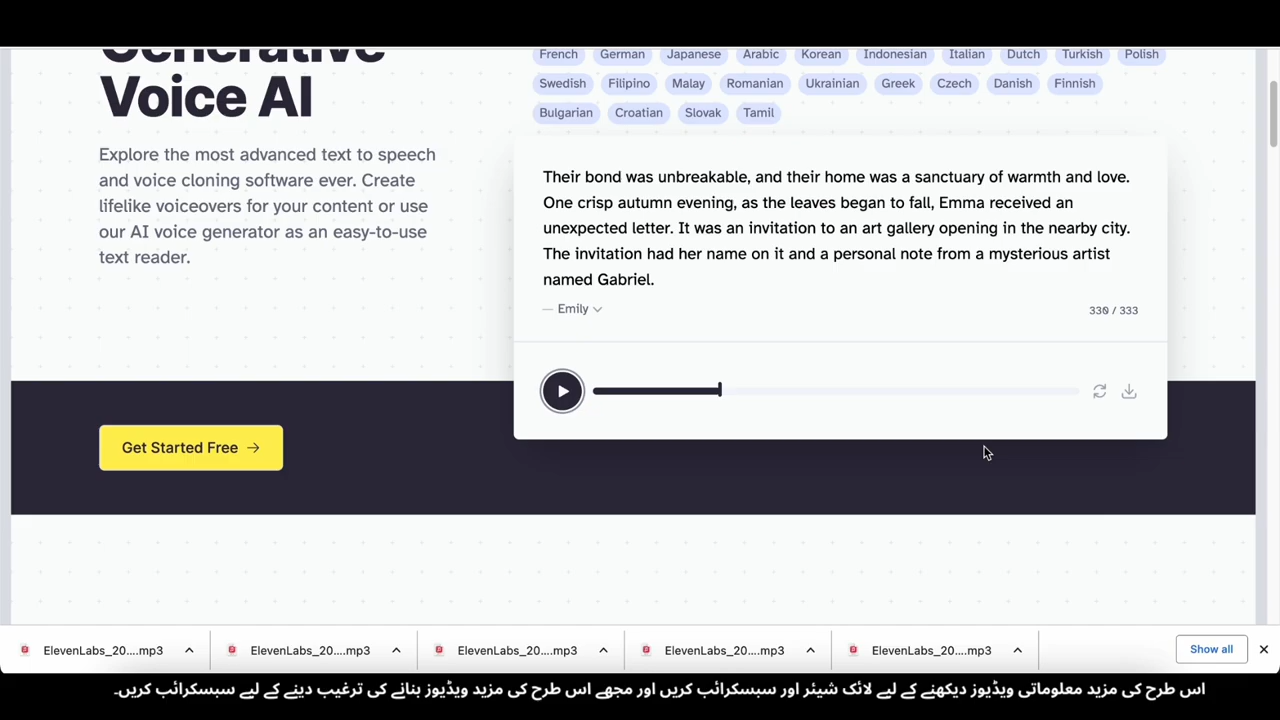 Generative
Voice AI
Explore the most advanced text to speech
and voice cloning software ever. Create
lifelike voiceovers for your content or use
our AI voice generator as an easy-to-use
text reader.
Get Started Free →
French German Japanese Arabic Korean Indonesian Italian Dutch Turkish Polish
Swedish Filipino Malay Romanian Ukrainian Greek Czech Danish Finnish
Bulgarian Croatian Slovak Tamil
Their bond was unbreakable, and their home was a sanctuary of warmth and love.
One crisp autumn evening, as the leaves began to fall, Emma received an
unexpected letter. It was an invitation to an art gallery opening in the nearby city.
The invitation had her name on it and a personal note from a mysterious artist
named Gabriel.
— Emily
330 / 333
ElevenLabs_20....mp3 ElevenLabs_20....mp3 ElevenLabs_20....mp3 ElevenLabs_20....mp3 ElevenLabs_20....mp3 Show all
اس طرح کی مزید معلوماتی ویڈیوز دیکھنے کے لیے لائک شیئر اور سبسکرائب کریں اور مجھے اس طرح کی مزید ویڈیوز بنانے کی ترغیب دینے کے لیے سبسکرائب کریں۔